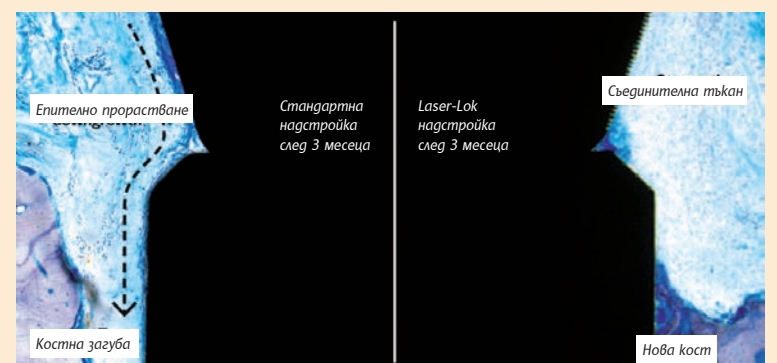 Епително прорастване
Стандартна
надстройка
след 3 месеца
Laser-Lok
надстройка
след 3 месеца
Съединителна тъкан
Костна загуба
Нова кост